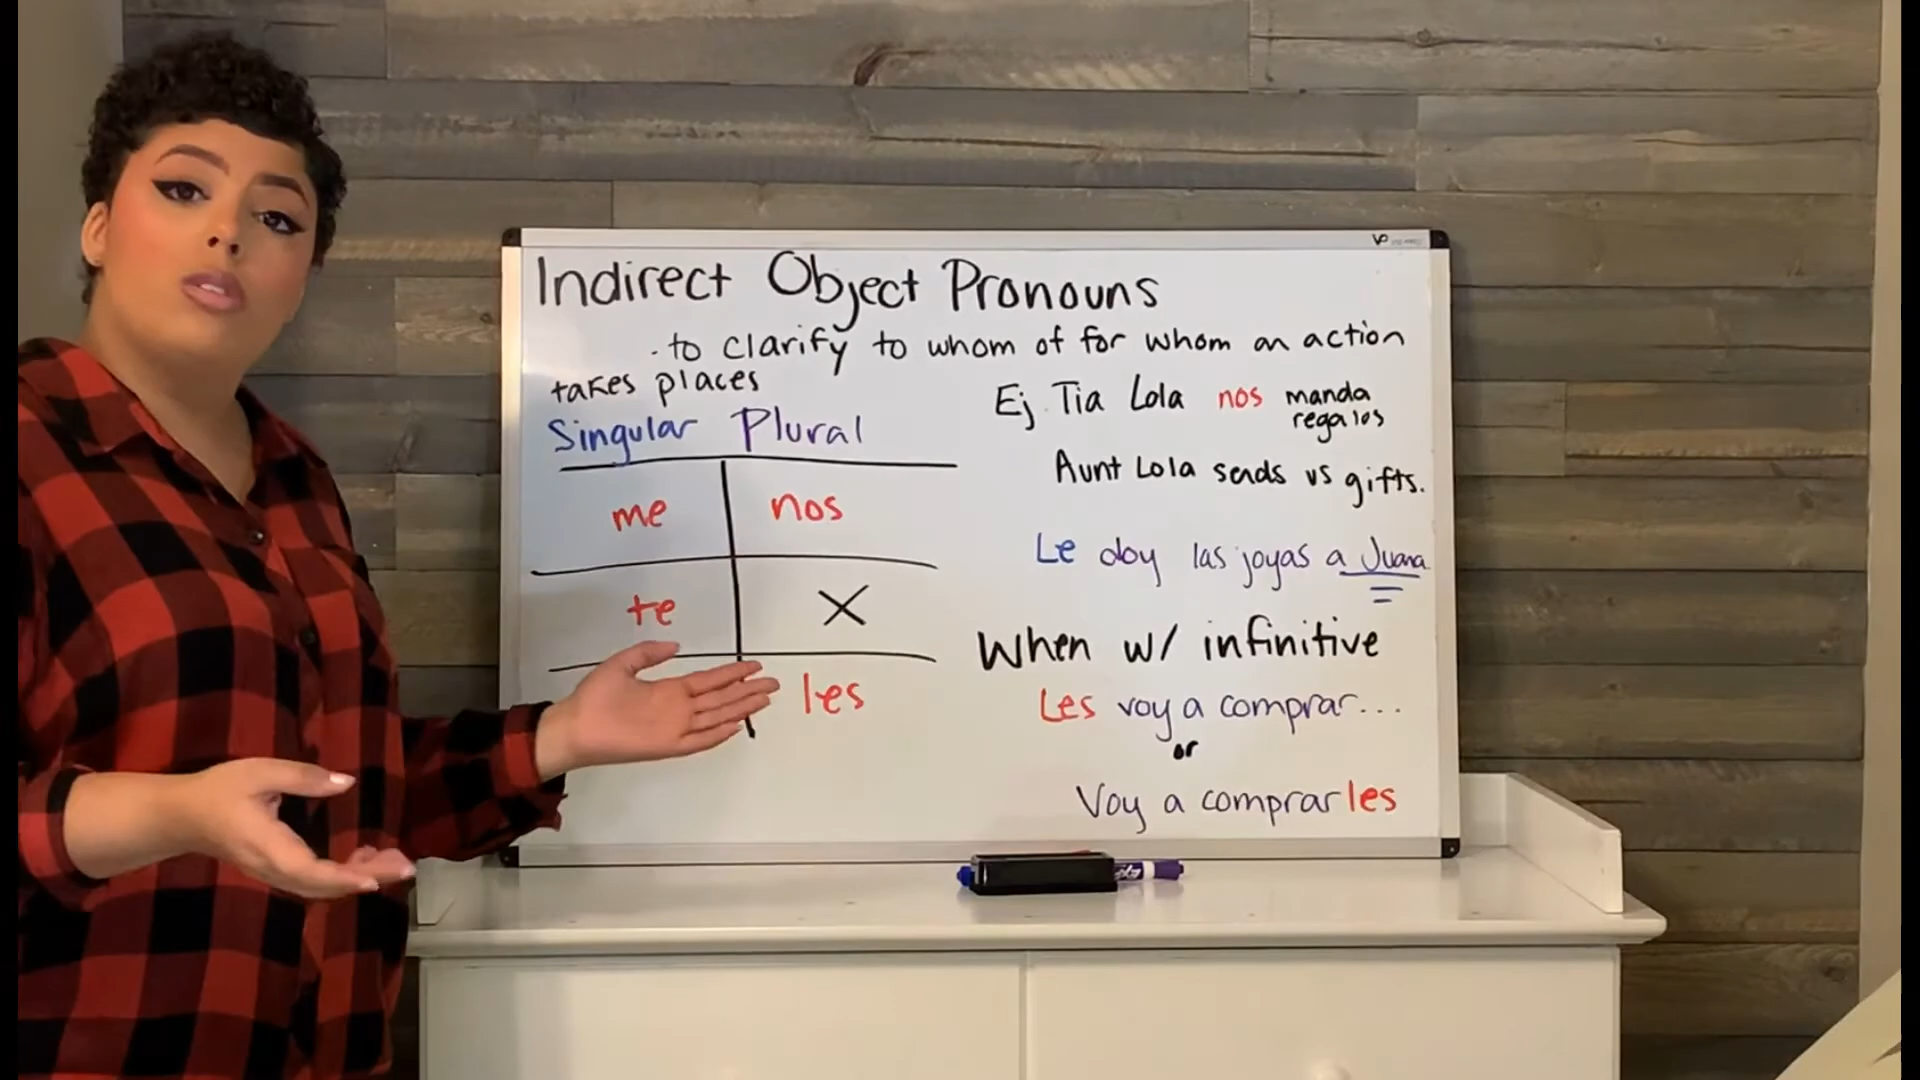 Indirect Object Pronouns
· to clarify to whom of for whom an action
takes places
Singular Plural
me nos
te X
les
Ej. Tia Lola nos manda
regalos
Aunt Lola sends us gifts.
Le doy las joyas a Juana
When w/ infinitive
Les voy a comprar...
or
Voy a comprarles